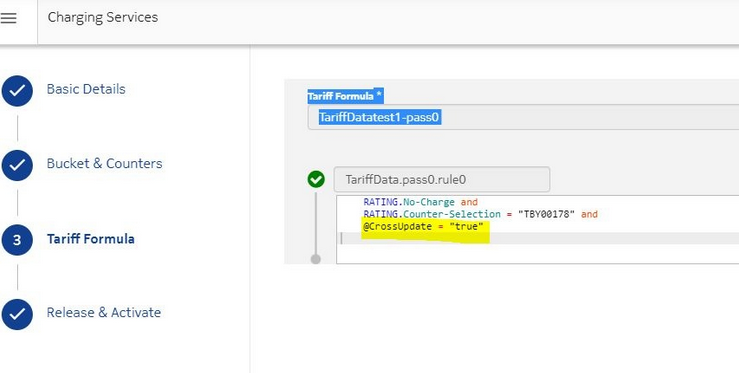 Charging Services
Basic Details
Bucket & Counters
3
Tariff Formula
Release & Activate
Tariff Formula *
TariffDatatest1-pass0
TariffData.pass0.rule0
RATING.No-Charge and
RATING.Counter-Selection = "TBY00178" and
@CrossUpdate = "true"